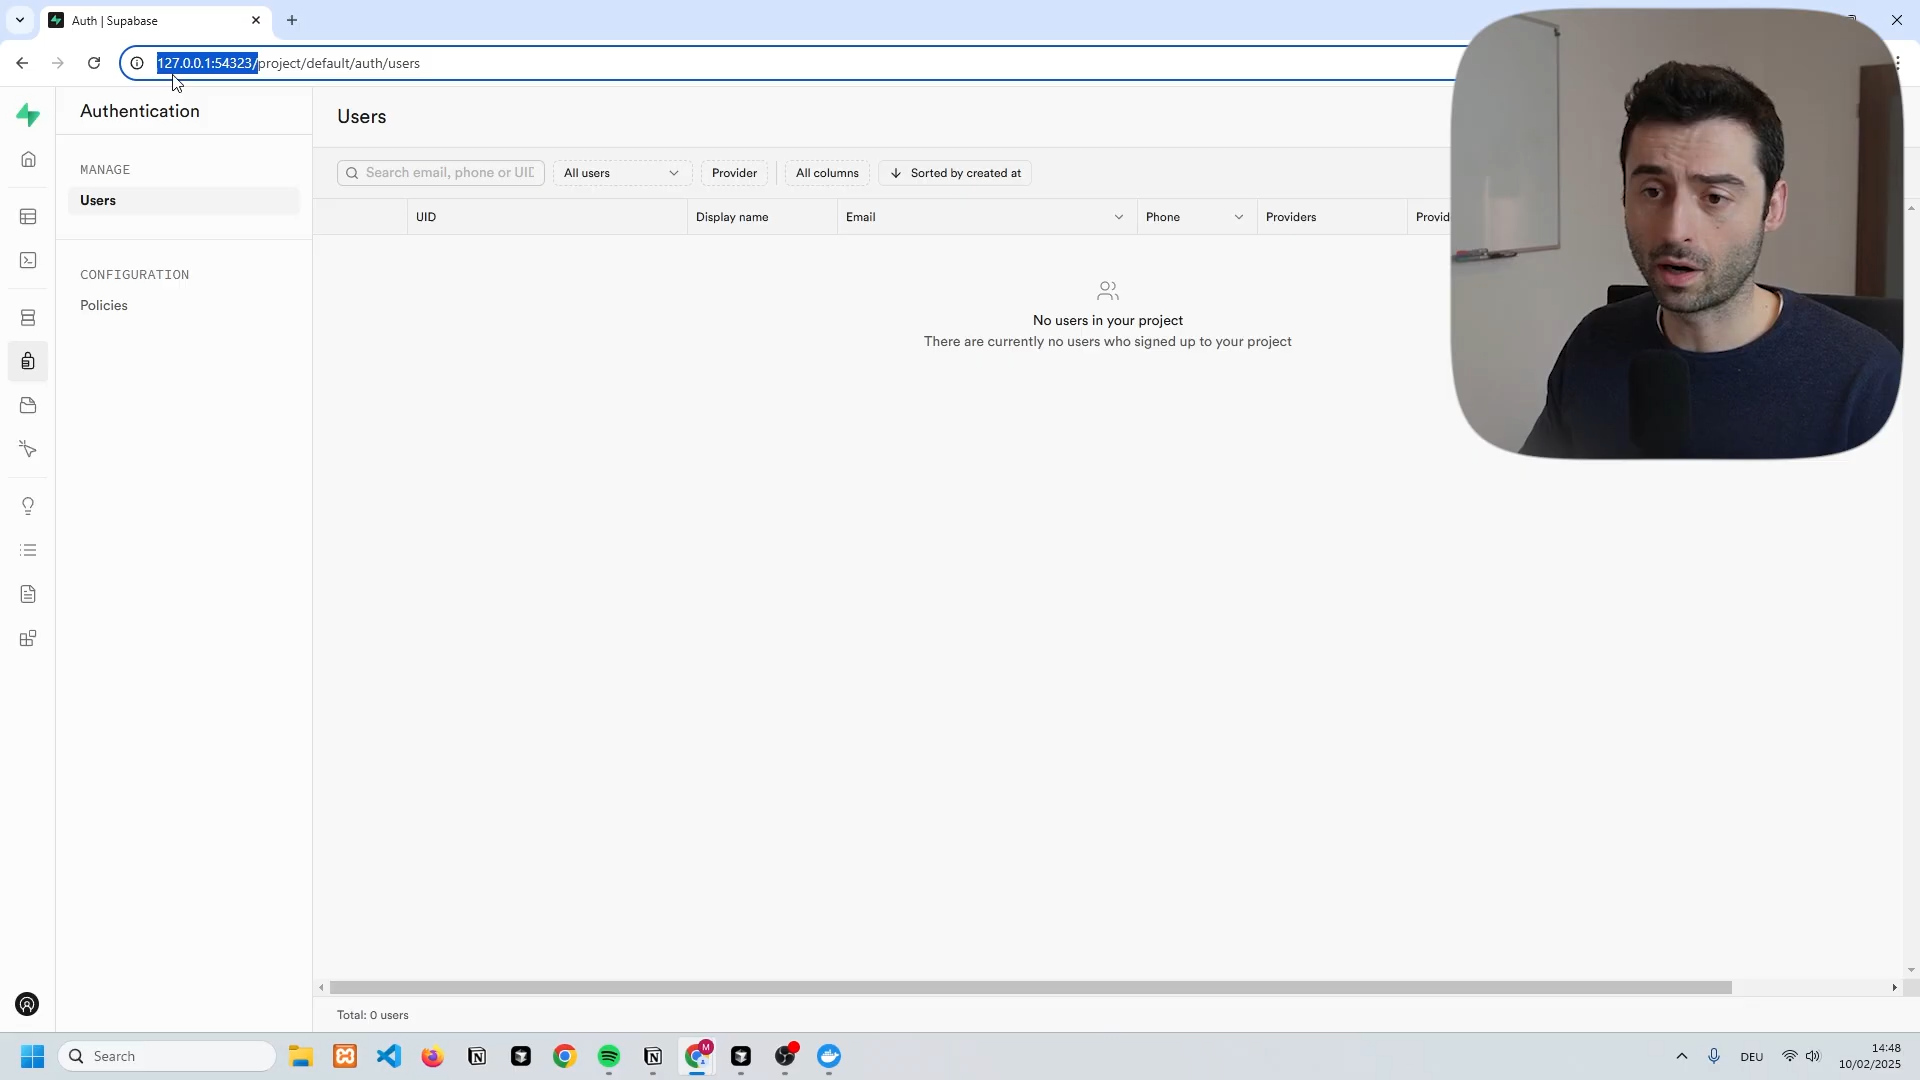 Auth | Supabase
127.0.0.1:54323/project/default/auth/users
Authentication
MANAGE
Users
CONFIGURATION
Policies
Users
Search email, phone or UID
All users
Provider
All columns
Sorted by created at
UID
Display name
Email
Phone
Providers
Provid
No users in your project
There are currently no users who signed up to your project
Total: 0 users
Search
M
DEU
14:48
10/02/2025